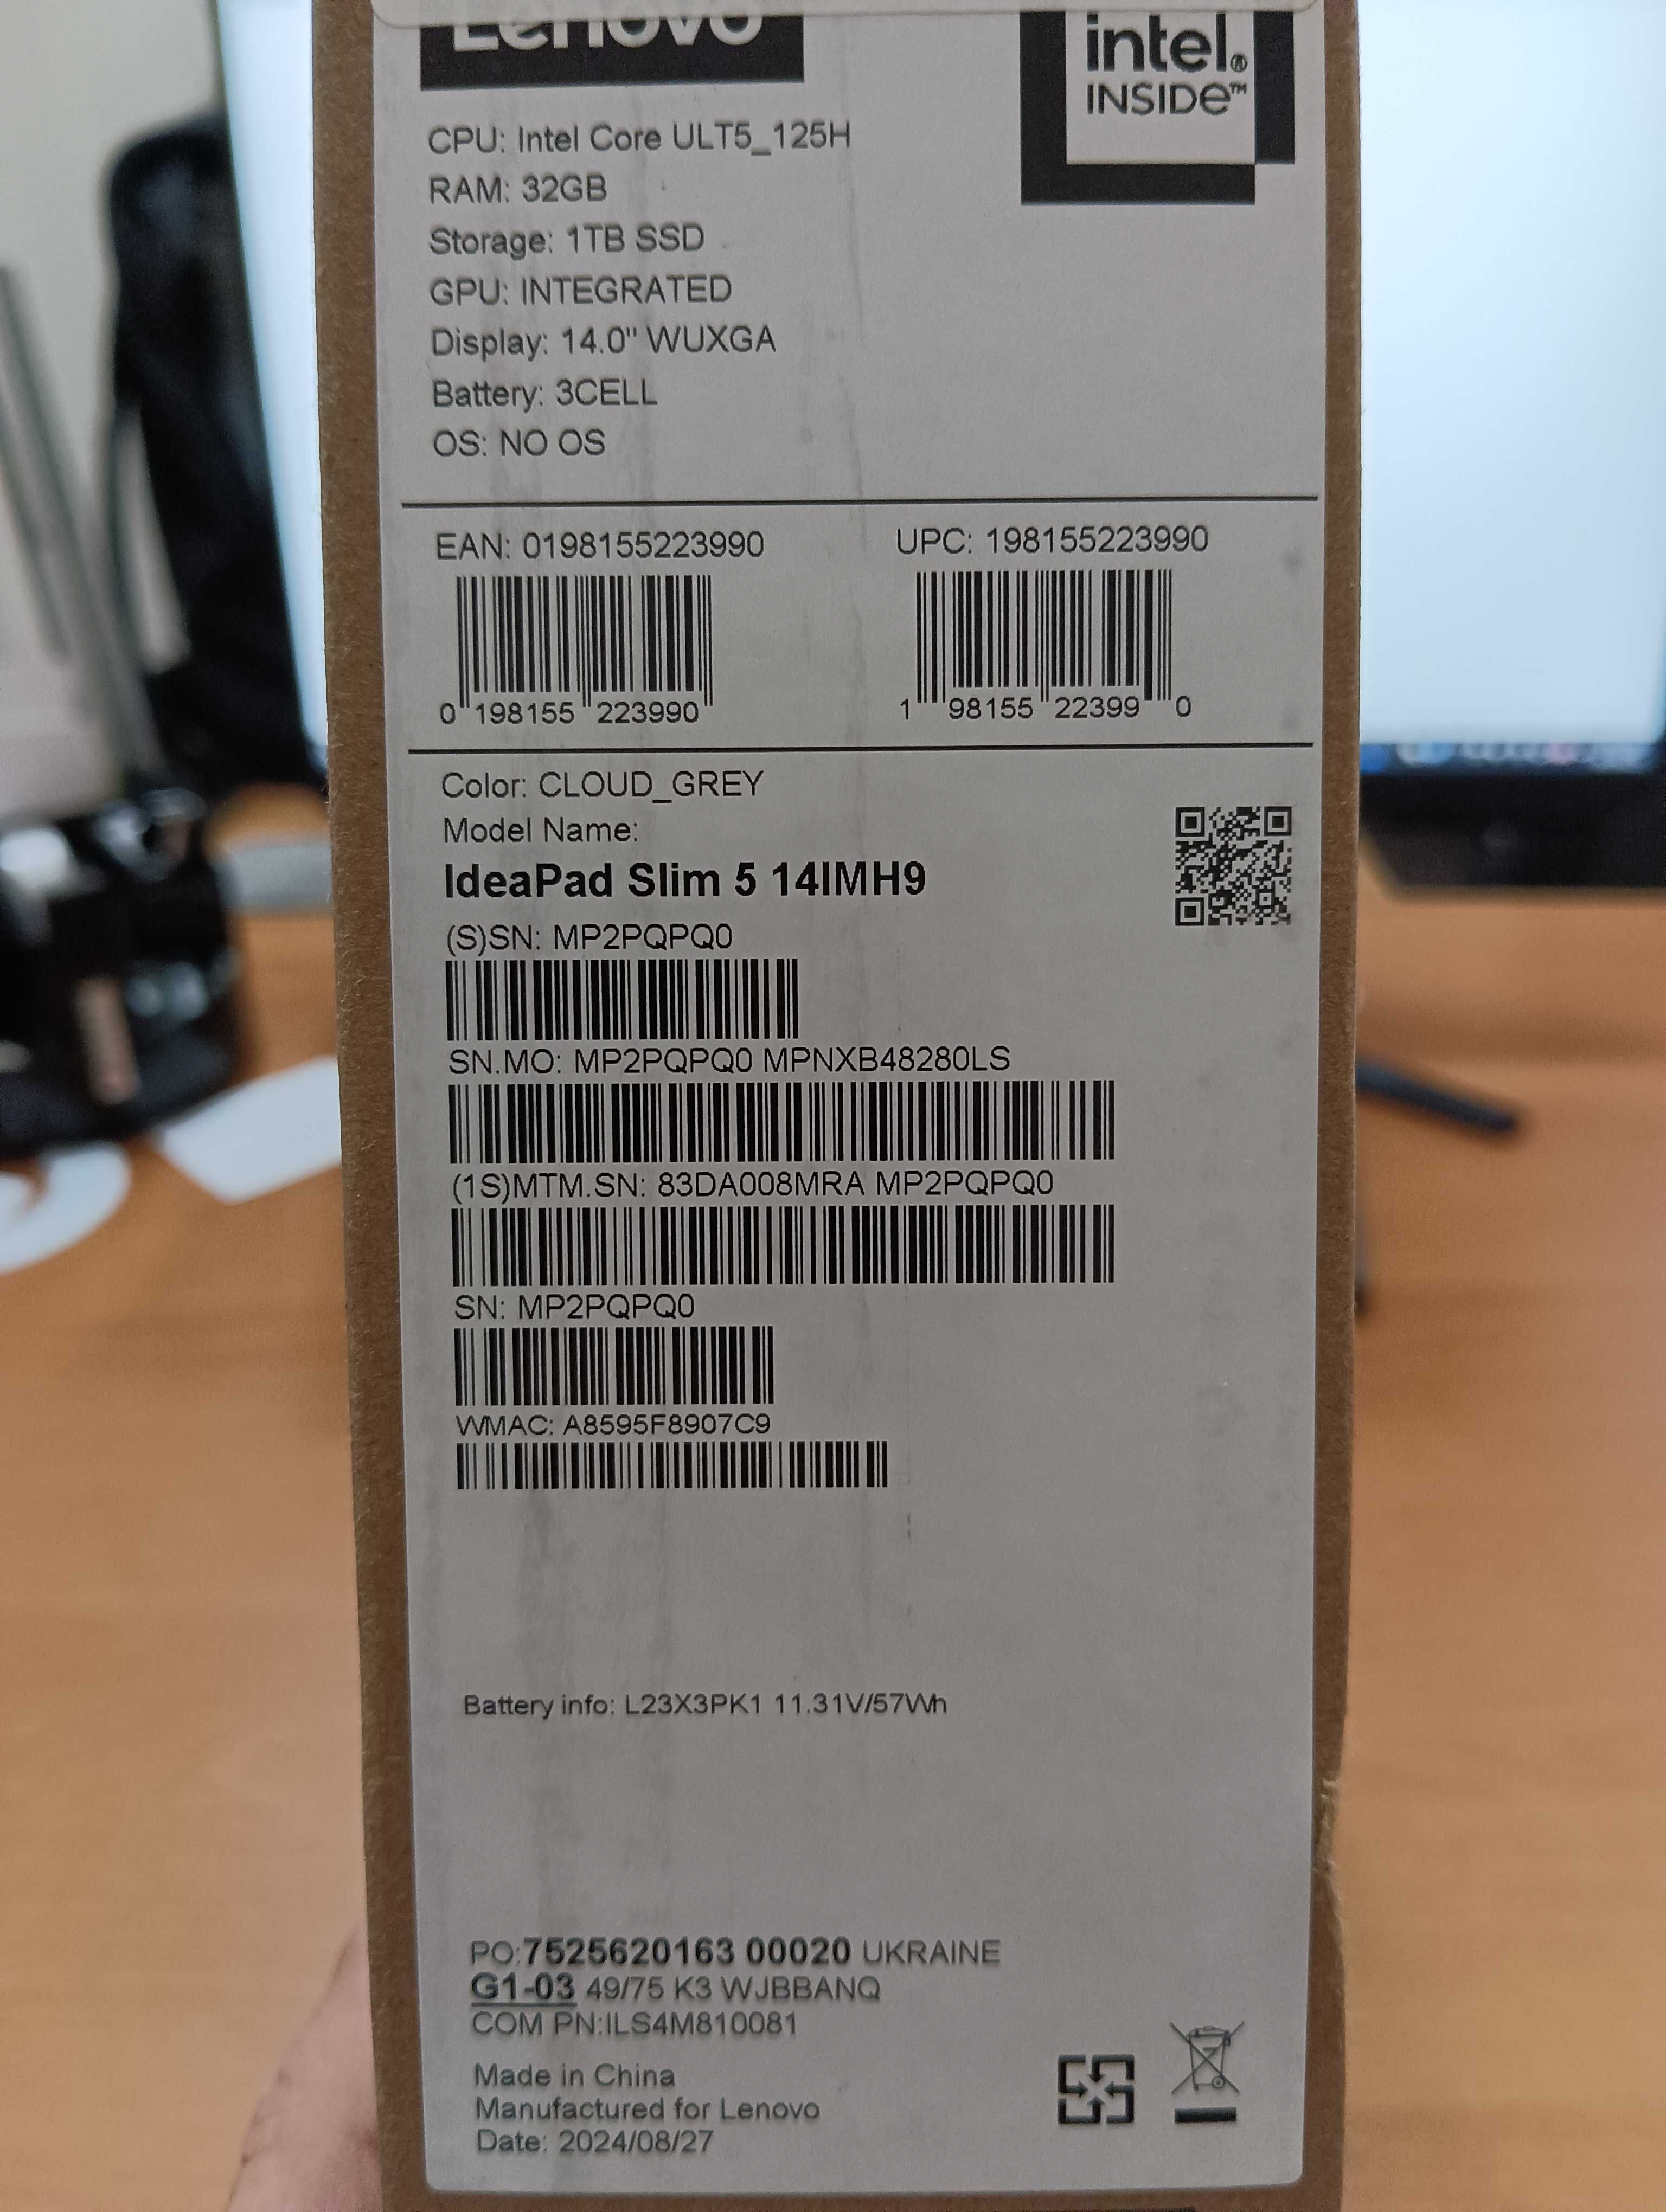 Lenovo
intel®
INSIDe™
CPU: Intel Core ULT5_125H
RAM: 32GB
Storage: 1TB SSD
GPU: INTEGRATED
Display: 14.0" WUXGA
Battery: 3CELL
OS: NO OS
EAN: 0198155223990
0 198155 223990
UPC: 198155223990
1 98155 22399 0
Color: CLOUD_GREY
Model Name:
IdeaPad Slim 5 14IMH9
(S)SN: MP2PQPQ0
SN.MO: MP2PQPQ0 MPNXB48280LS
(1S)MTM.SN: 83DA008MRA MP2PQPQ0
SN: MP2PQPQ0
WMAC: A8595F8907C9
Battery info: L23X3PK1 11.31V/57Wh
PO:7525620163 00020 UKRAINE
G1-03 49/75 K3 WJBBANQ
COM PN:ILS4M810081
Made in China
Manufactured for Lenovo
Date: 2024/08/27